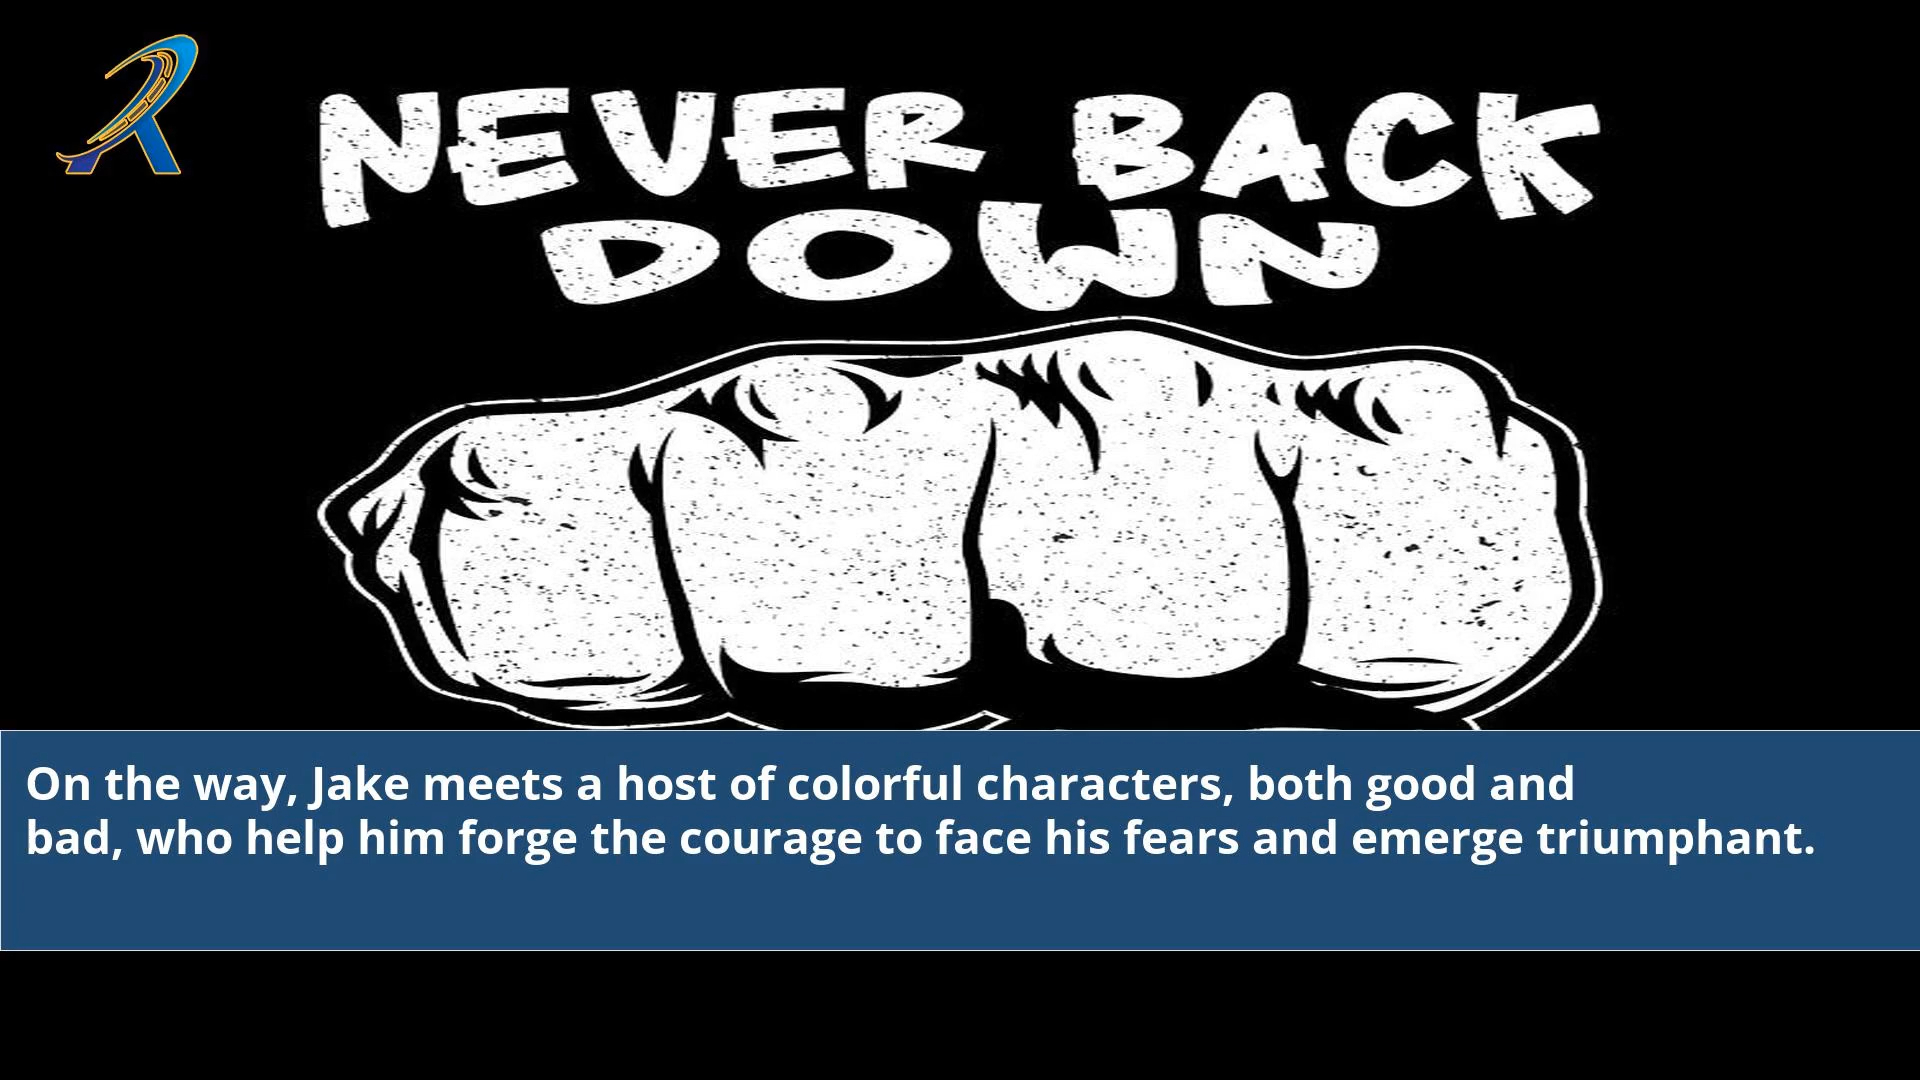 NEVER BACK
DOWN
On the way, Jake meets a host of colorful characters, both good and
bad, who help him forge the courage to face his fears and emerge triumphant.